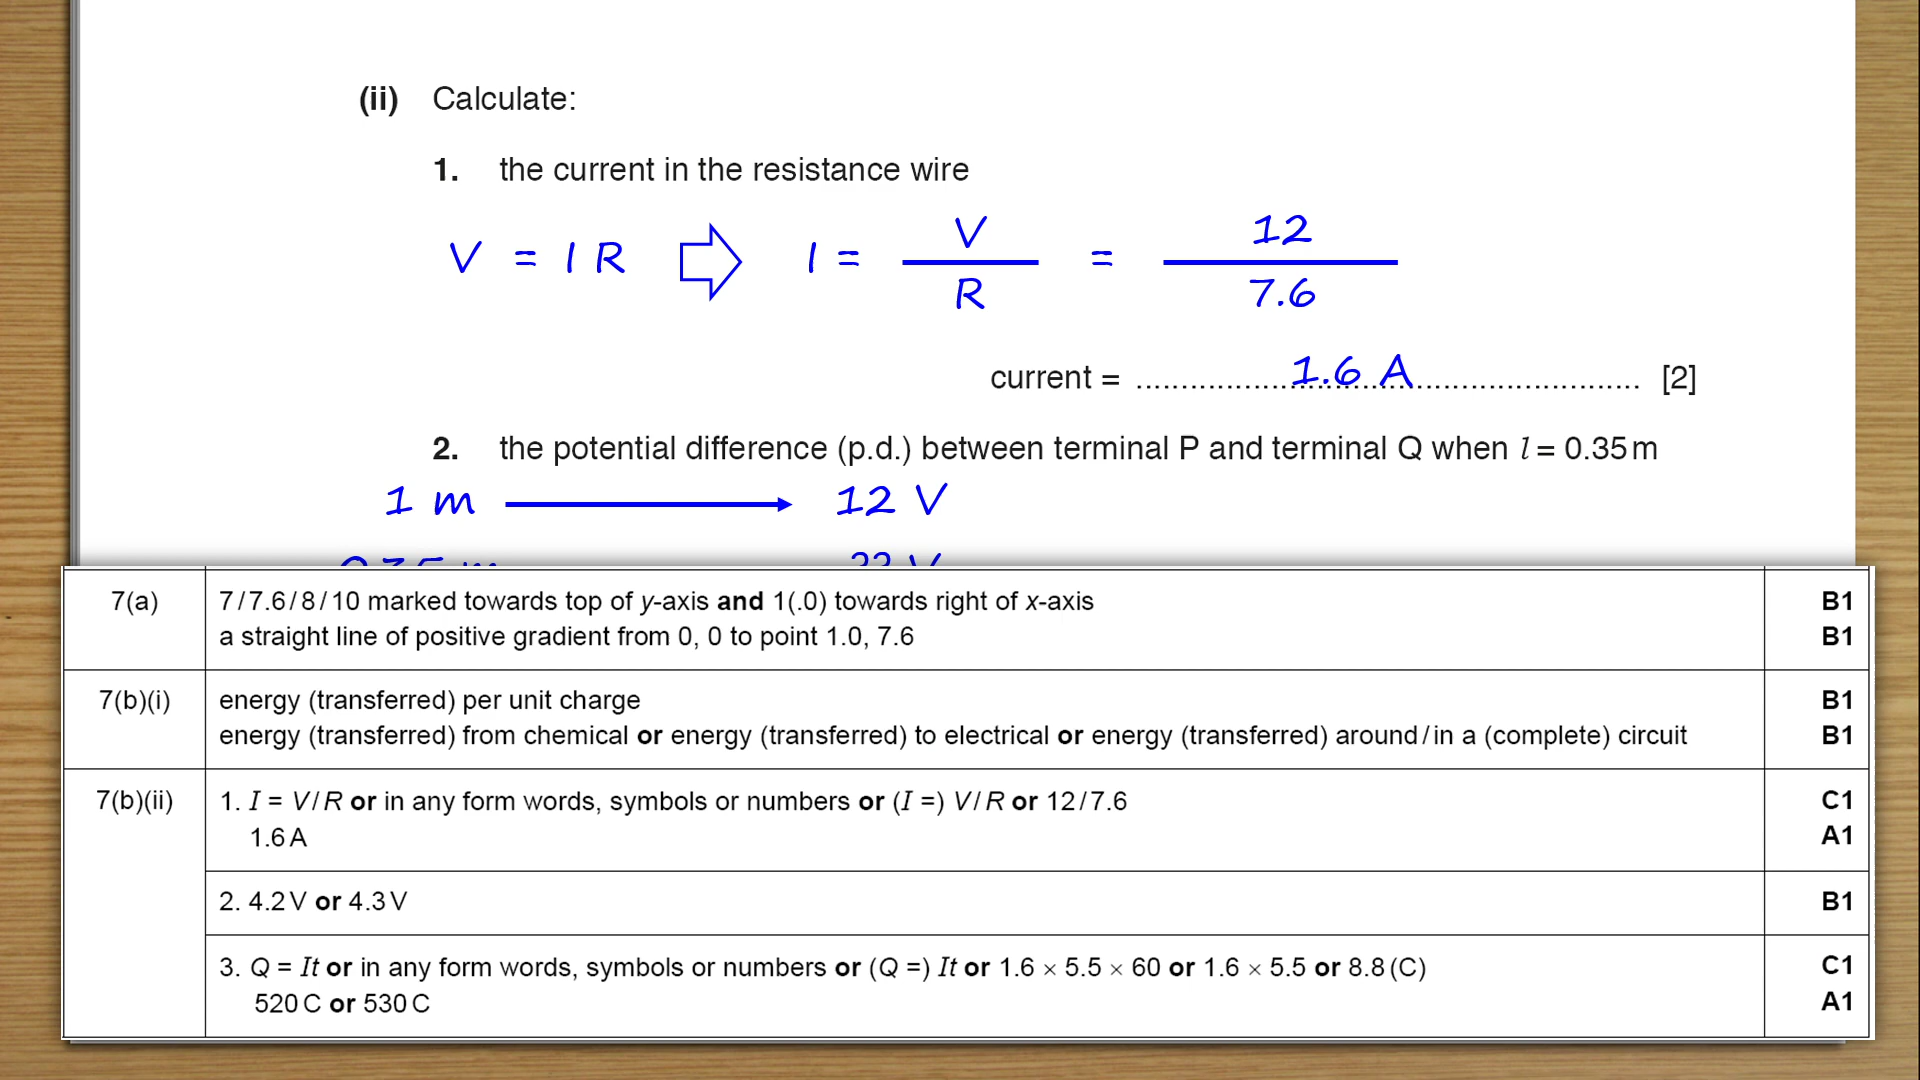 (ii) Calculate:
1. the current in the resistance wire
V = I R ⇨ I = V / R = 12 / 7.6
current = 1.6 A [2]
2. the potential difference (p.d.) between terminal P and terminal Q when l = 0.35 m
1 m → 12 V
7(a) 7/7.6/8/10 marked towards top of y-axis and 1(.0) towards right of x-axis B1
a straight line of positive gradient from 0, 0 to point 1.0, 7.6 B1
7(b)(i) energy (transferred) per unit charge B1
energy (transferred) from chemical or energy (transferred) to electrical or energy (transferred) around/in a (complete) circuit B1
7(b)(ii) 1. I = V/R or in any form words, symbols or numbers or (I =) V/R or 12/7.6 C1
1.6 A A1
2. 4.2 V or 4.3 V B1
3. Q = It or in any form words, symbols or numbers or (Q =) It or 1.6 × 5.5 × 60 or 1.6 × 5.5 or 8.8 (C) C1
520 C or 530 C A1